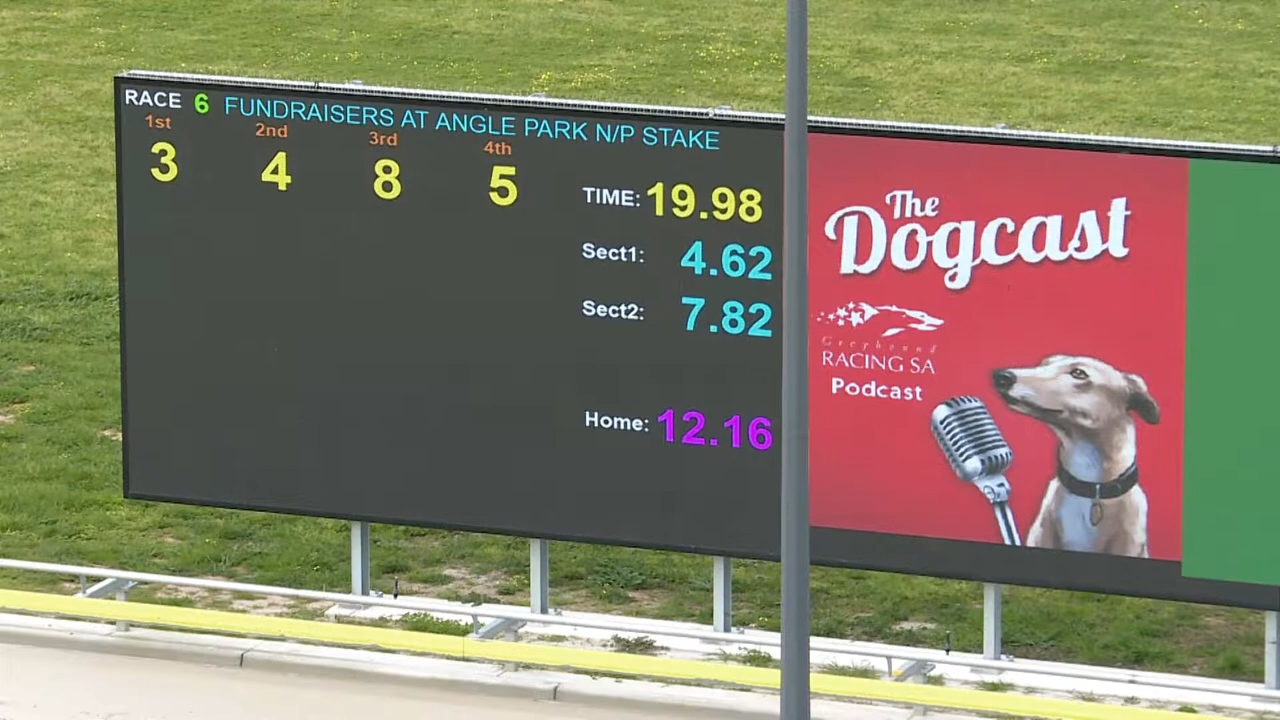 RACE 6 FUNDRAISERS AT ANGLE PARK N/P STAKE
1st 2nd 3rd 4th
3 4 8 5
TIME: 19.98
Sect1: 4.62
Sect2: 7.82
Home: 12.16
The
Dogcast
Greyhound
RACING SA
Podcast